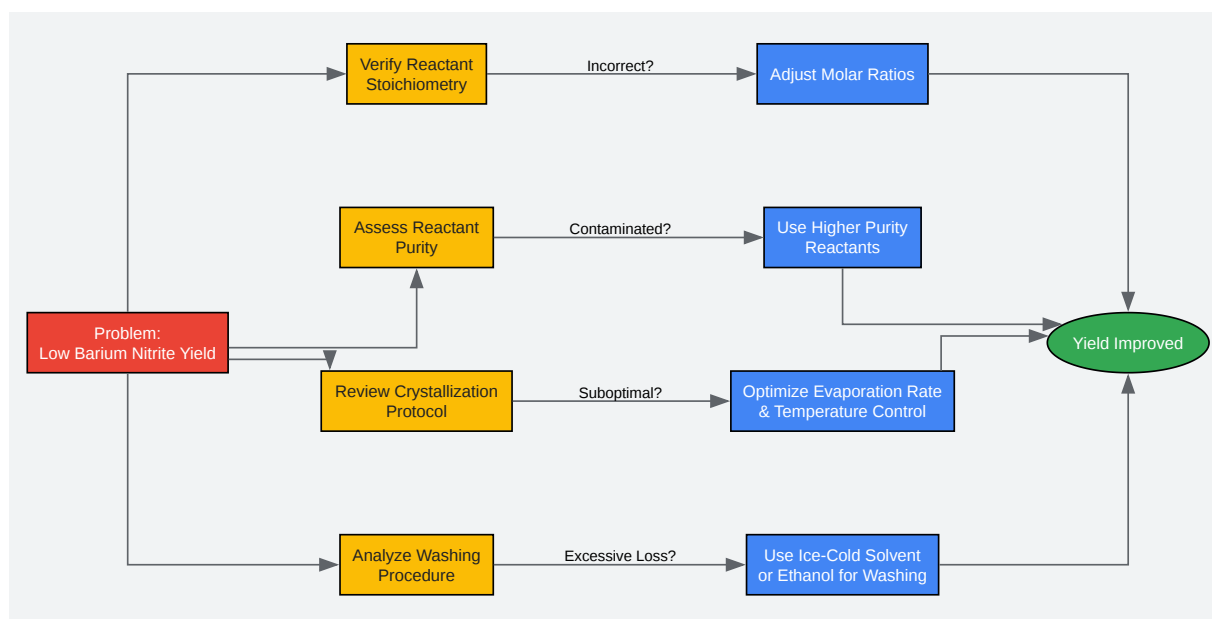 Verify Reactant
Stoichiometry
Incorrect?
Adjust Molar Ratios
Assess Reactant
Purity
Contaminated?
Use Higher Purity
Reactants
Problem:
Low Barium Nitrite Yield
Yield Improved
Review Crystallization
Protocol
Suboptimal?
Optimize Evaporation Rate
& Temperature Control
Analyze Washing
Procedure
Excessive Loss?
Use Ice-Cold Solvent
or Ethanol for Washing